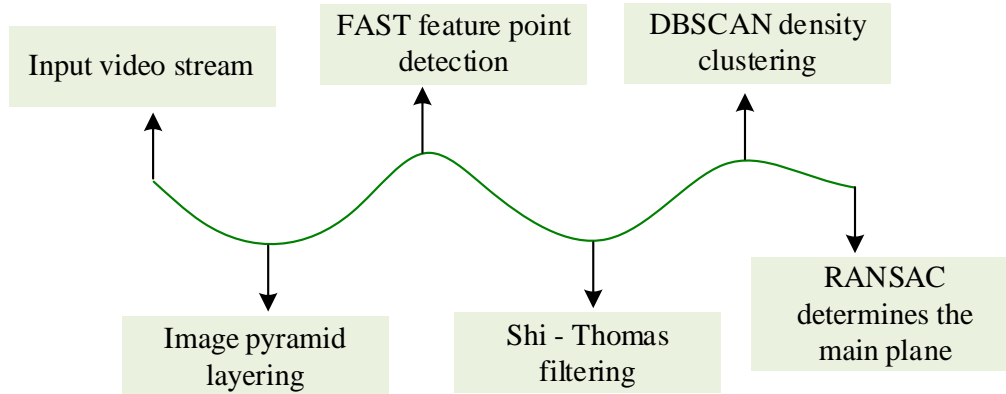 Input video stream
FAST feature point
detection
DBSCAN density
clustering
Image pyramid
layering
Shi - Thomas
filtering
RANSAC
determines the
main plane